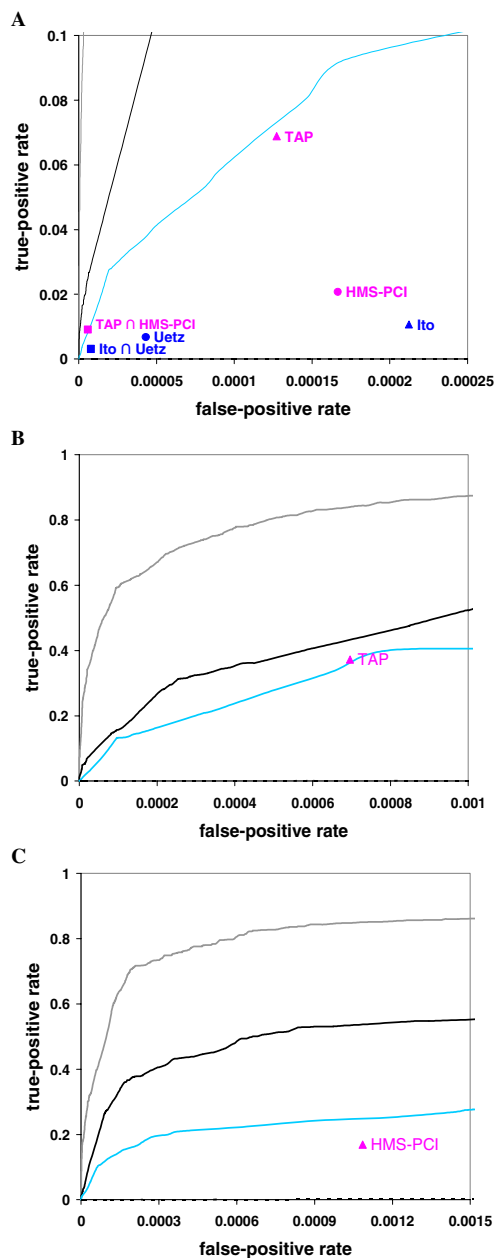 A
0.1
0.08
0.06
0.04
0.02
0
true-positive rate
TAP
HMS-PCI
Ito
TAP ∩ HMS-PCI
Uetz
Ito ∩ Uetz
0 0.00005 0.0001 0.00015 0.0002 0.00025
false-positive rate
B
1
0.8
0.6
0.4
0.2
0
true-positive rate
TAP
0 0.0002 0.0004 0.0006 0.0008 0.001
false-positive rate
C
1
0.8
0.6
0.4
0.2
0
true-positive rate
HMS-PCI
0 0.0003 0.0006 0.0009 0.0012 0.0015
false-positive rate